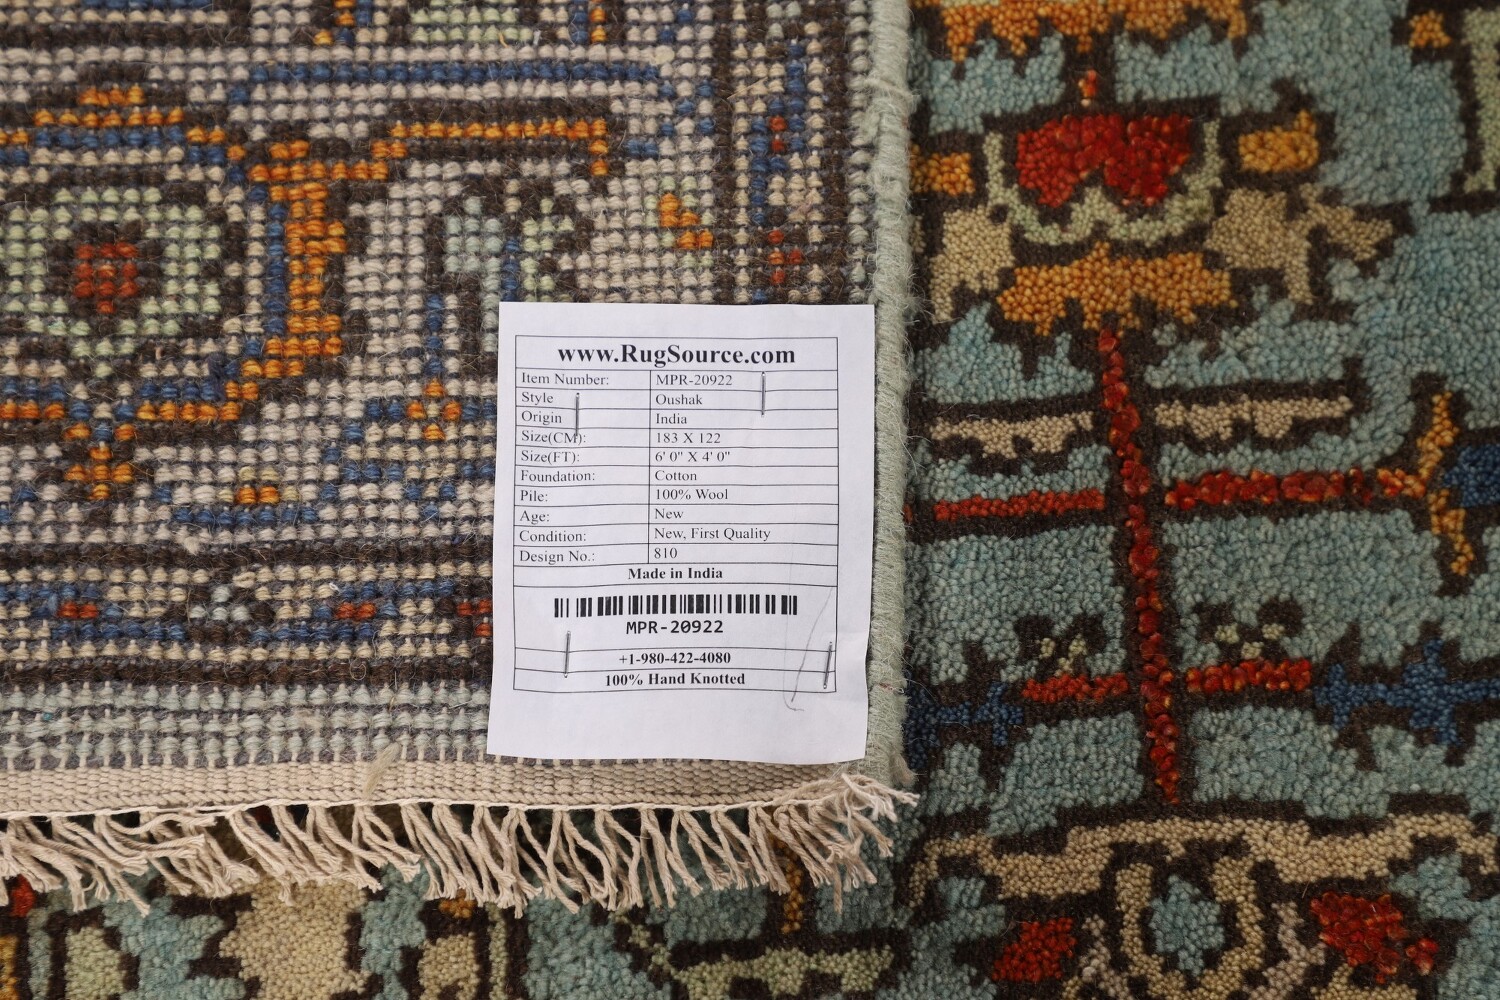 www.RugSource.com
Item Number: MPR-20922
Style Oushak
Origin India
Size(CM): 183 X 122
Size(FT): 6' 0" X 4' 0"
Foundation: Cotton
Pile: 100% Wool
Age: New
Condition: New, First Quality
Design No.: 810
Made in India
MPR-20922
+1-980-422-4080
100% Hand Knotted